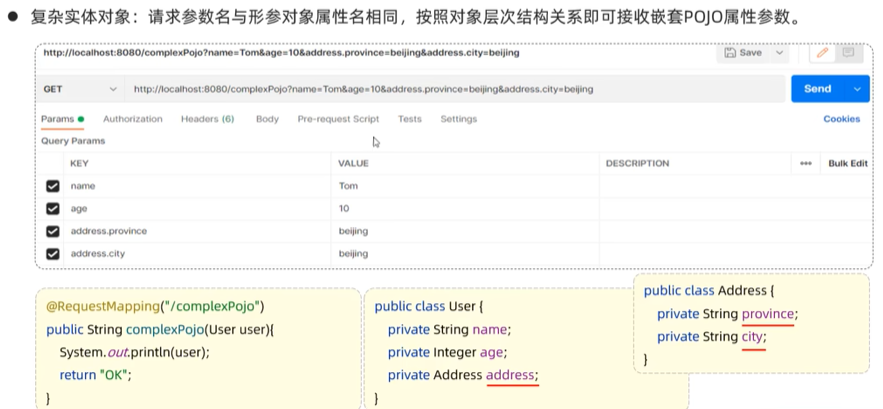 ● 复杂实体对象：请求参数名与形参对象属性名相同，按照对象层次结构关系即可接收嵌套POJO属性参数。
http://localhost:8080/complexPojo?name=Tom&age=10&address.province=beijing&address.city=beijing
Save
GET http://localhost:8080/complexPojo?name=Tom&age=10&address.province=beijing&address.city=beijing Send
Params Authorization Headers (6) Body Pre-request Script Tests Settings Cookies
Query Params
KEY VALUE DESCRIPTION ••• Bulk Edit
name Tom
age 10
address.province beijing
address.city beijing
@RequestMapping("/complexPojo")
public String complexPojo(User user){
System.out.println(user);
return "OK";
}
public class User {
private String name;
private Integer age;
private Address address;
}
public class Address {
private String province;
private String city;
}